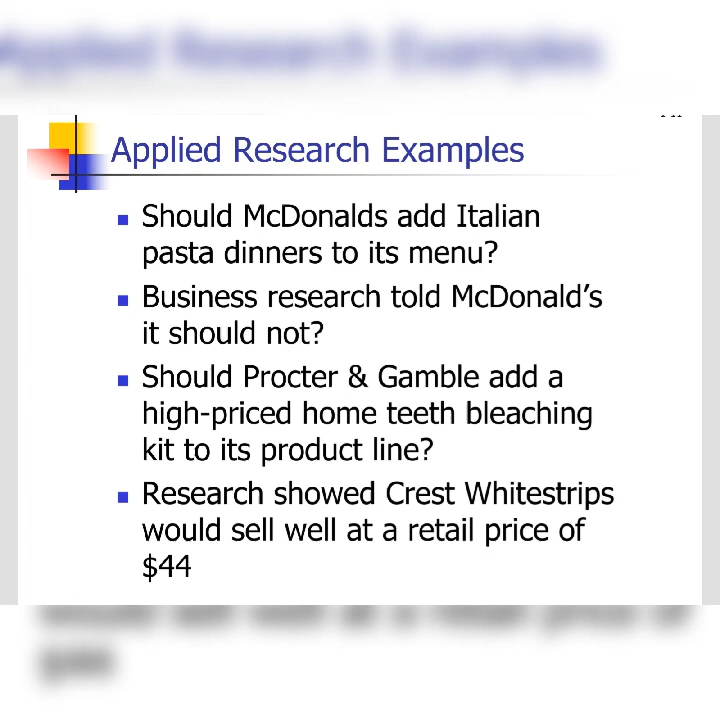 Applied Research Examples
Should McDonalds add Italian
pasta dinners to its menu?
Business research told McDonald's
it should not?
Should Procter & Gamble add a
high-priced home teeth bleaching
kit to its product line?
Research showed Crest Whitestrips
would sell well at a retail price of
$44